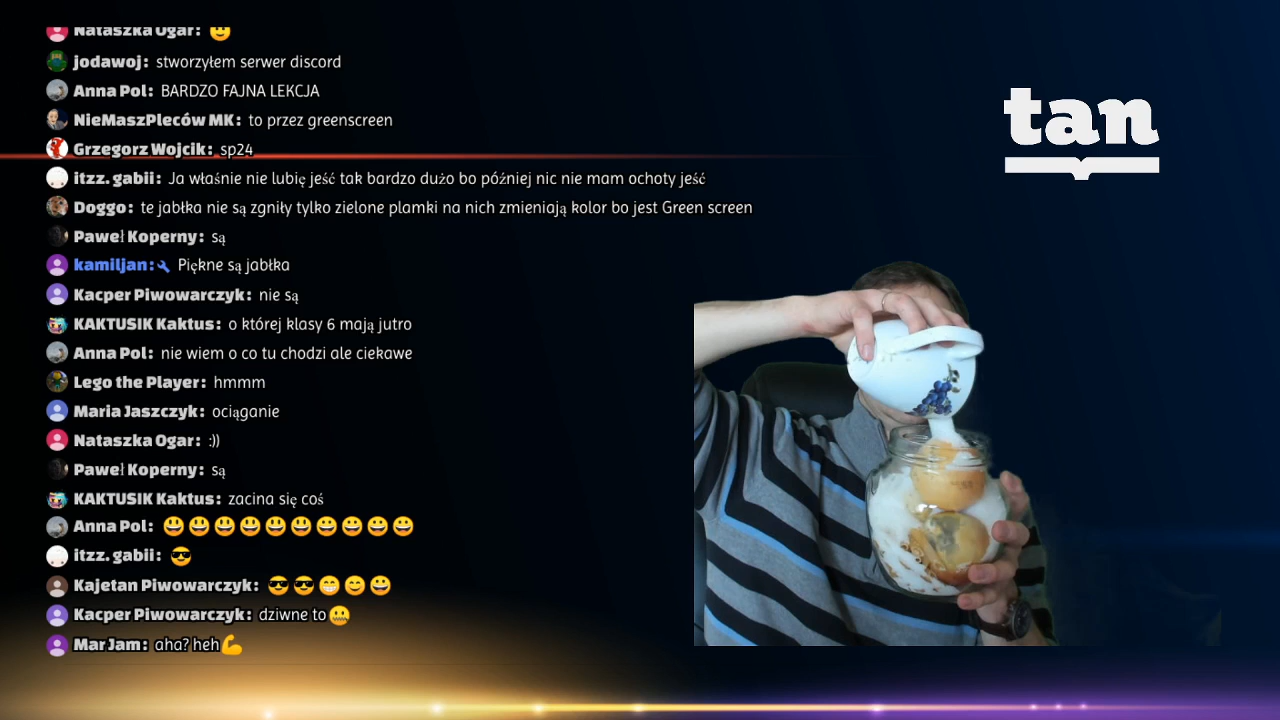 Nataszka Ogar: 😊
jodawoj: stworzyłem serwer discord
Anna Pol: BARDZO FAJNA LEKCJA
NieMaszPleców MK: to przez greenscreen
Grzegorz Wojcik: sp24
itzz. gabii: Ja właśnie nie lubię jeść tak bardzo dużo bo później nic nie mam ochoty jeść
Doggo: te jabłka nie są zgniły tylko zielone plamki na nich zmieniają kolor bo jest Green screen
Paweł Koperny: są
kamiljan: Piękne są jabłka
Kacper Piwowarczyk: nie są
KAKTUSIK Kaktus: o której klasy 6 mają jutro
Anna Pol: nie wiem o co tu chodzi ale ciekawe
Lego the Player: hmmm
Maria Jaszczyk: ociąganie
Nataszka Ogar: :))
Paweł Koperny: są
KAKTUSIK Kaktus: zacina się coś
Anna Pol: 😃😃😃😃😃😃😃😃😃😃
itzz. gabii: 😎
Kajetan Piwowarczyk: 😎😎😁😊😀
Kacper Piwowarczyk: dziwne to🤐
Mar Jam: aha? heh💪
tan